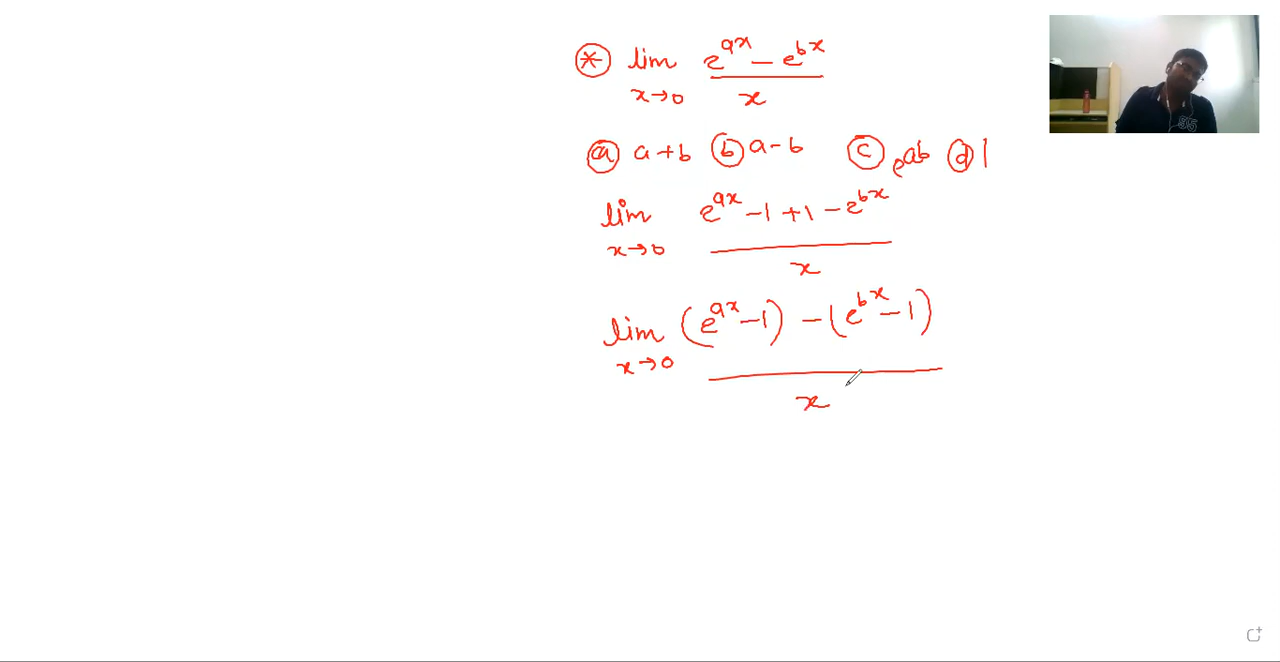 * lim e^{ax} - e^{bx}
x→0 x
(a) a+b (b) a-b (c) e^{ab} (d) 1
lim e^{ax} -1 +1 - e^{bx}
x→0 x
lim (e^{ax} -1) - (e^{bx} -1)
x→0 x